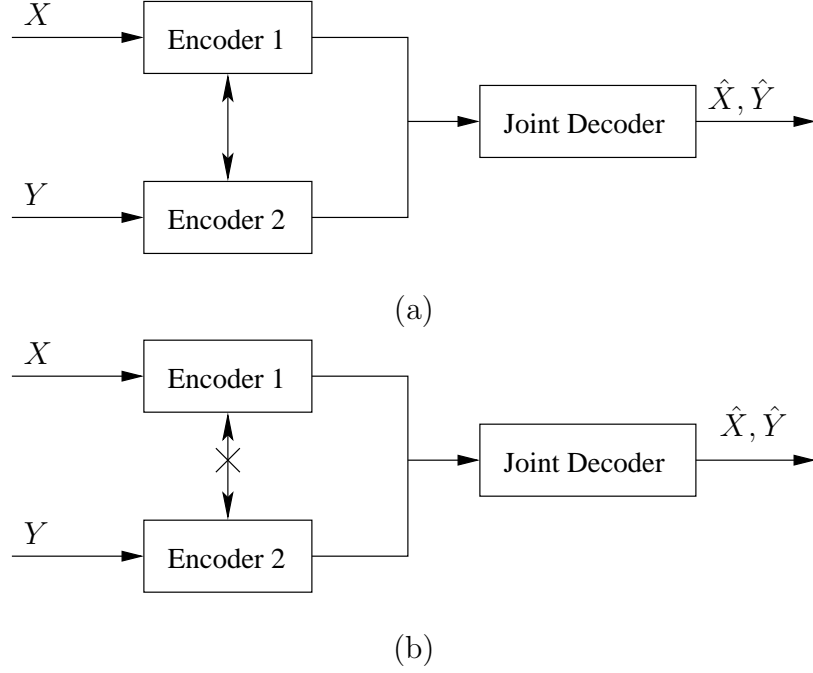 X
Encoder 1
Joint Decoder
X̂, Ŷ
Y
Encoder 2
(a)
X
Encoder 1
Joint Decoder
X̂, Ŷ
Y
Encoder 2
(b)